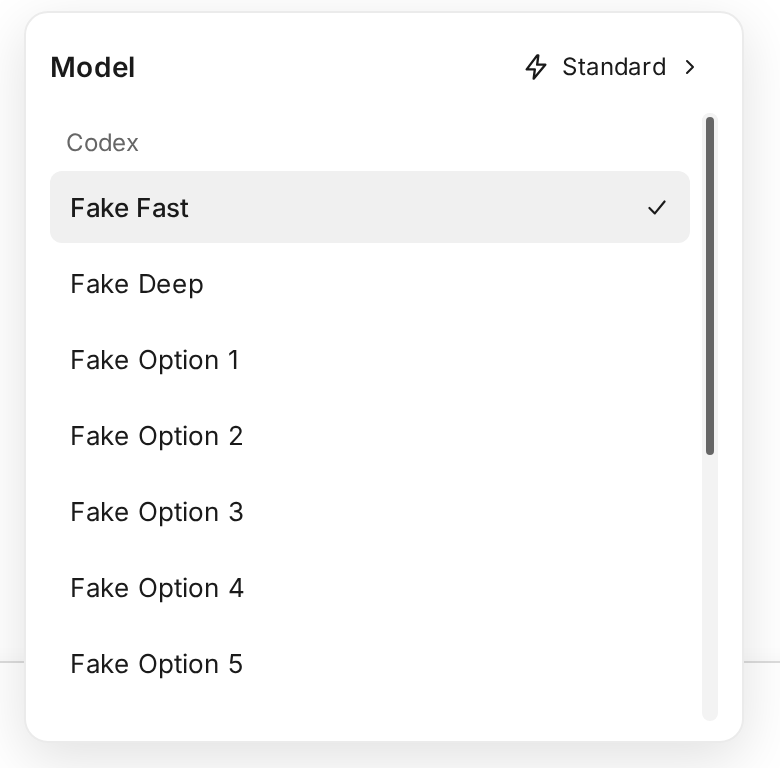 Model
Standard
Codex
Fake Fast
Fake Deep
Fake Option 1
Fake Option 2
Fake Option 3
Fake Option 4
Fake Option 5